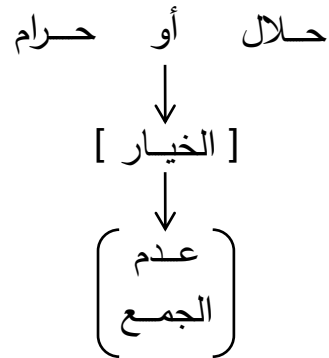 حلال أو حرام
[ الخيار ]
عدم
الجمع